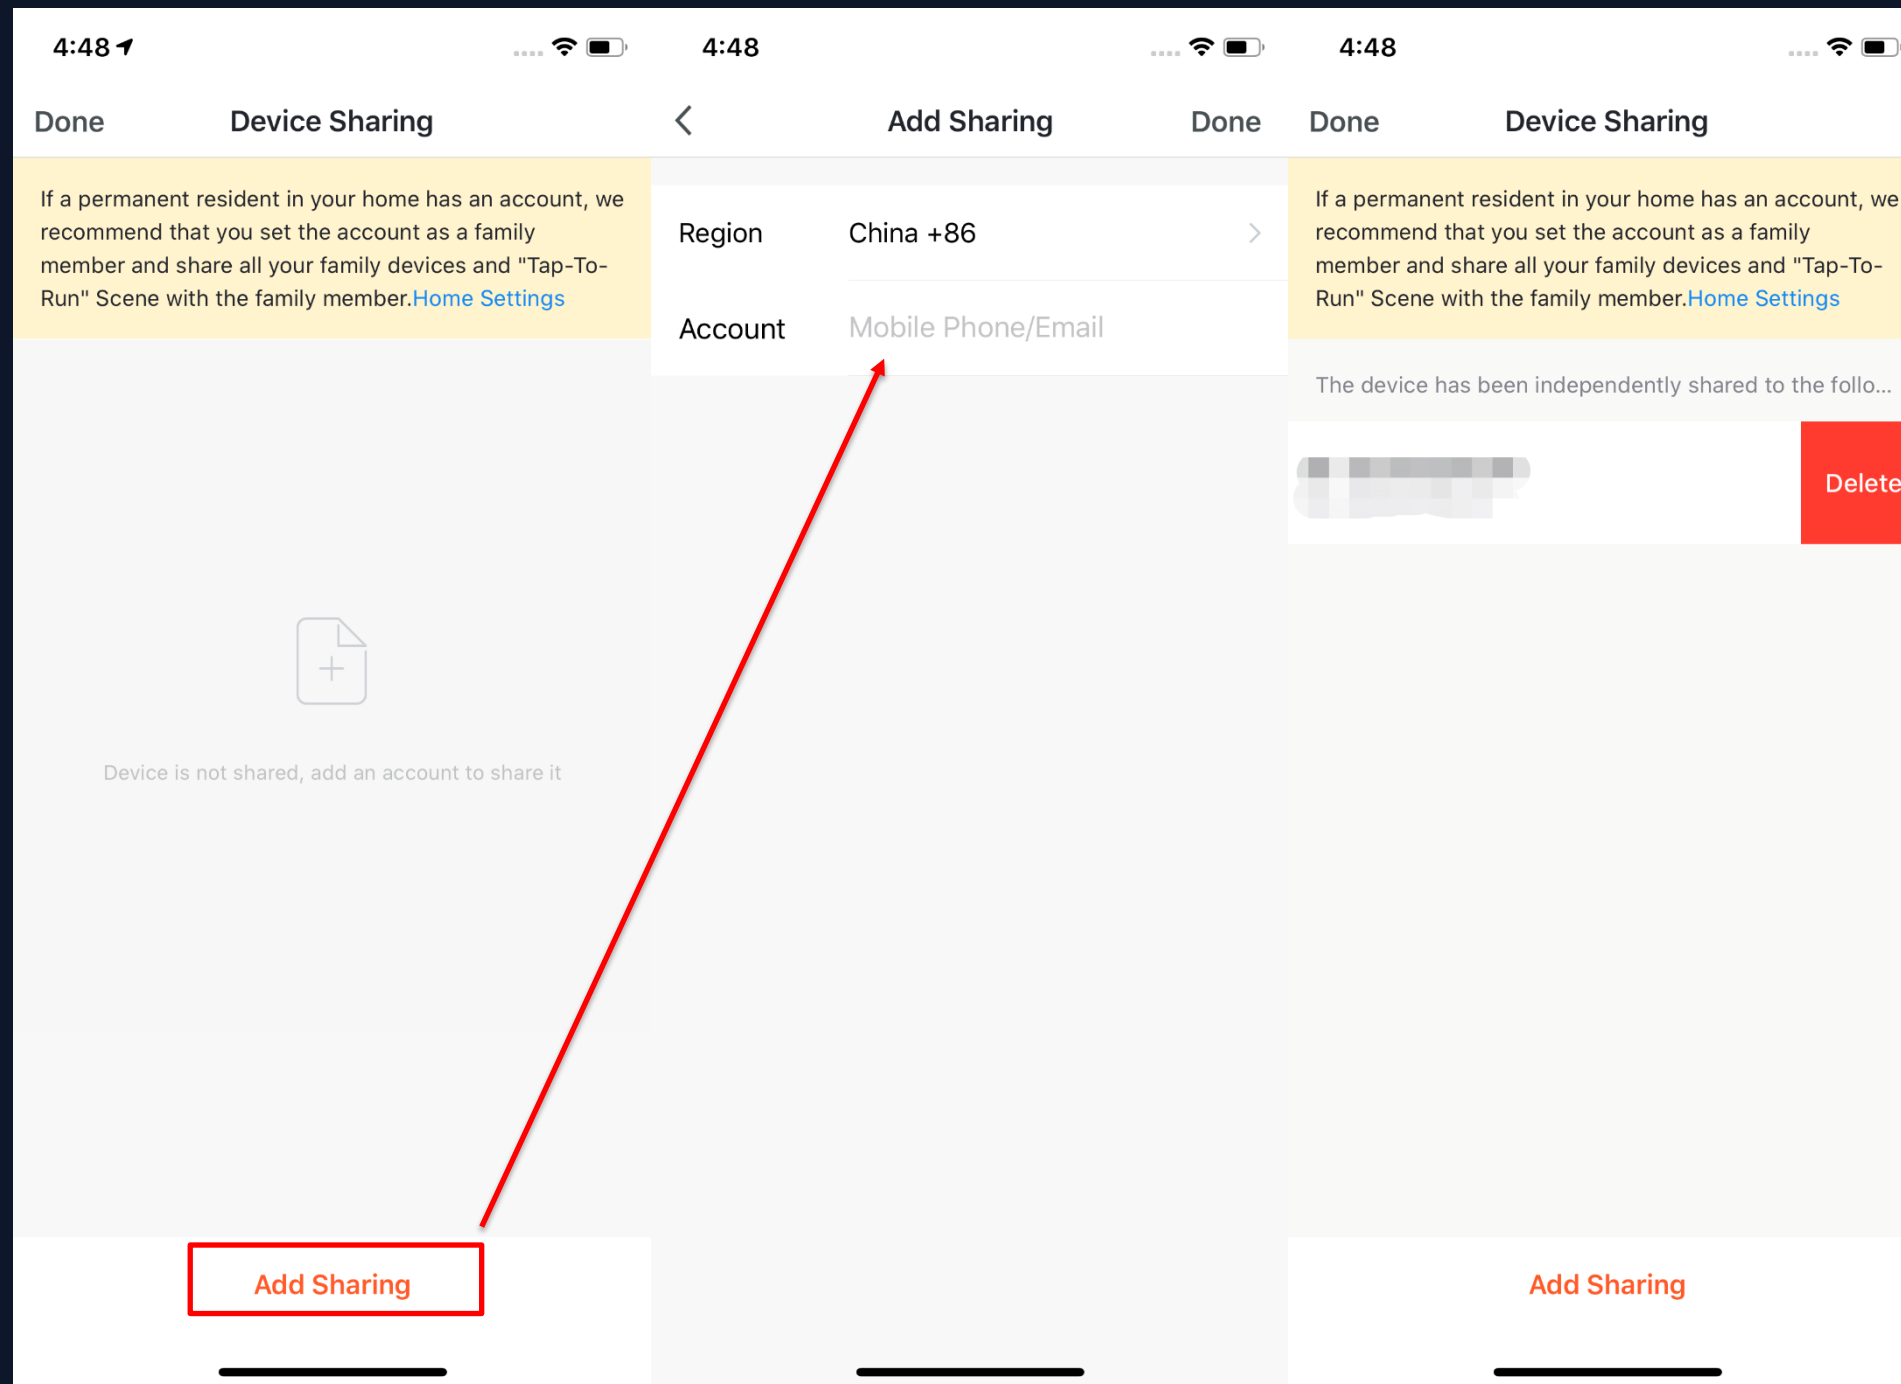 4:48
Done
Device Sharing
If a permanent resident in your home has an account, we
recommend that you set the account as a family
member and share all your family devices and "Tap-To-
Run" Scene with the family member.Home Settings
Device is not shared, add an account to share it
Add Sharing
4:48
Add Sharing
Done
Region
China +86
Account
Mobile Phone/Email
4:48
Done
Device Sharing
If a permanent resident in your home has an account, we
recommend that you set the account as a family
member and share all your family devices and "Tap-To-
Run" Scene with the family member.Home Settings
The device has been independently shared to the follo...
Delete
Add Sharing